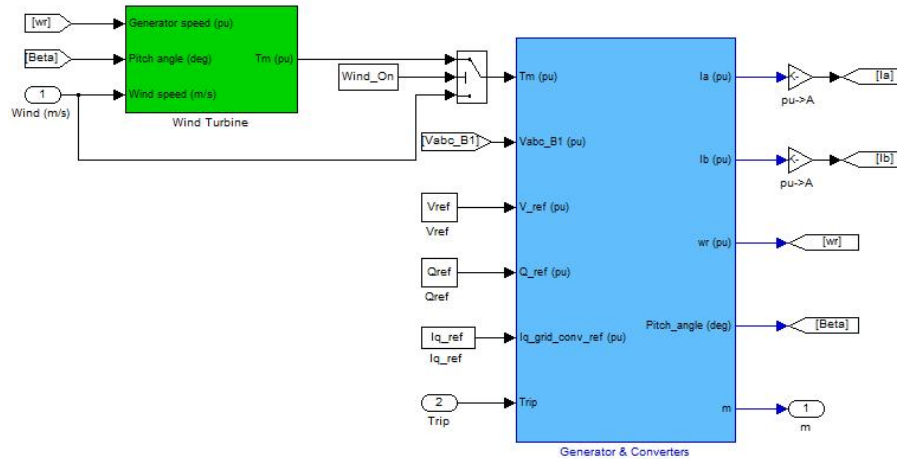 [wr]
Generator speed (pu)
[Beta]
Pitch angle (deg)
Tm (pu)
1
Wind speed (m/s)
Wind (m/s)
Wind Turbine
Wind_On
Tm (pu)
Ia (pu)
pu->A
[Ia]
[Vabc_B1]
Vabc_B1 (pu)
Ib (pu)
pu->A
[Ib]
Vref
V_ref (pu)
Vref
wr (pu)
[wr]
Qref
Q_ref (pu)
Qref
Iq_ref
Iq_grid_conv_ref (pu)
Iq_ref
Pitch_angle (deg)
[Beta]
2
Trip
Trip
m
1
m
Generator & Converters